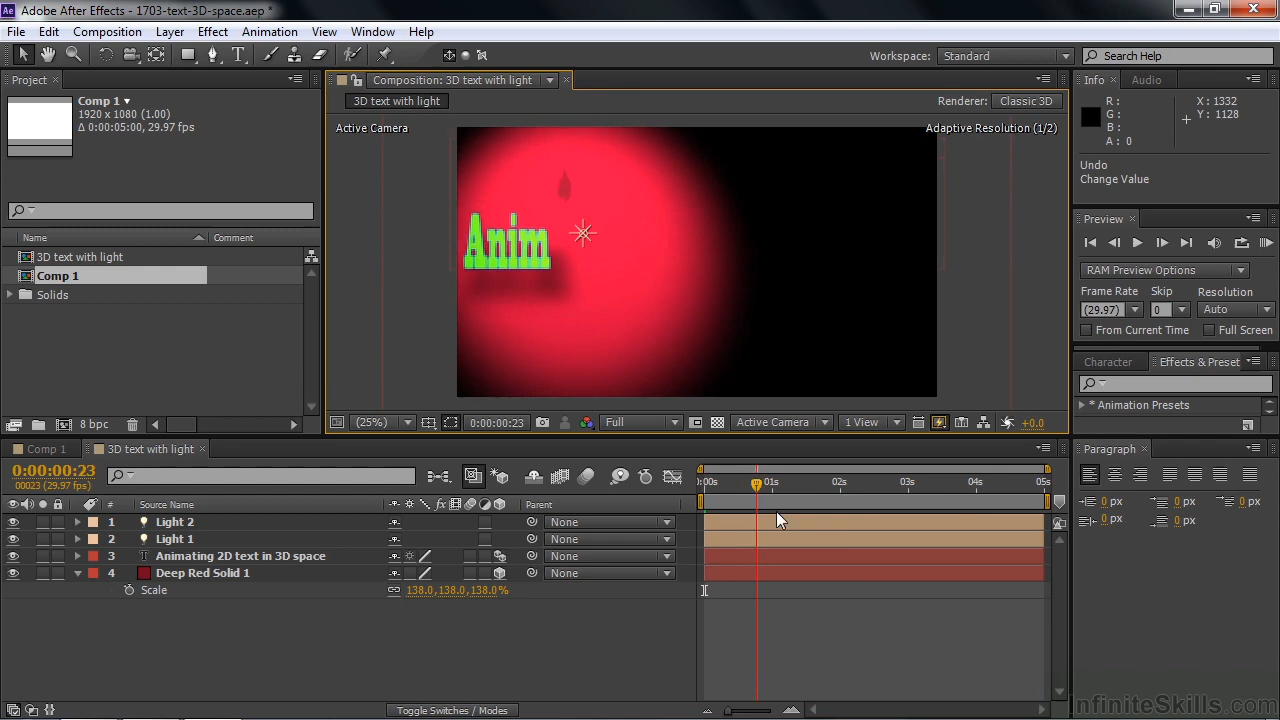 Ae Adobe After Effects - 1703-text-3D-space.aep *
File Edit Composition Layer Effect Animation View Window Help
Workspace: Standard Search Help
Project
Composition: 3D text with light
Info Audio
Comp 1
1920 x 1080 (1.00)
Δ 0:00:05:00, 29.97 fps
3D text with light
Renderer: Classic 3D
R :
G :
B :
A : 0
X : 1332
Y : 1128
Active Camera
Adaptive Resolution (1/2)
Undo
Change Value
Anim
Name Comment
3D text with light
Comp 1
Solids
Preview
RAM Preview Options
Frame Rate Skip Resolution
(29.97) 0 Auto
From Current Time Full Screen
Character Effects & Preset
* Animation Presets
8 bpc
(25%) 0:00:00:23 Full Active Camera 1 View +0.0
Comp 1 3D text with light
Paragraph
0:00:00:23
00023 (29.97 fps)
:00s 01s 02s 03s 04s 05s
# Source Name fx Parent
1 Light 2 None
2 Light 1 None
3 T Animating 2D text in 3D space None
4 Deep Red Solid 1 None
Scale 138.0,138.0,138.0%
0 px 0 px 0 px
0 px 0 px
Toggle Switches / Modes
InfiniteSkills.com